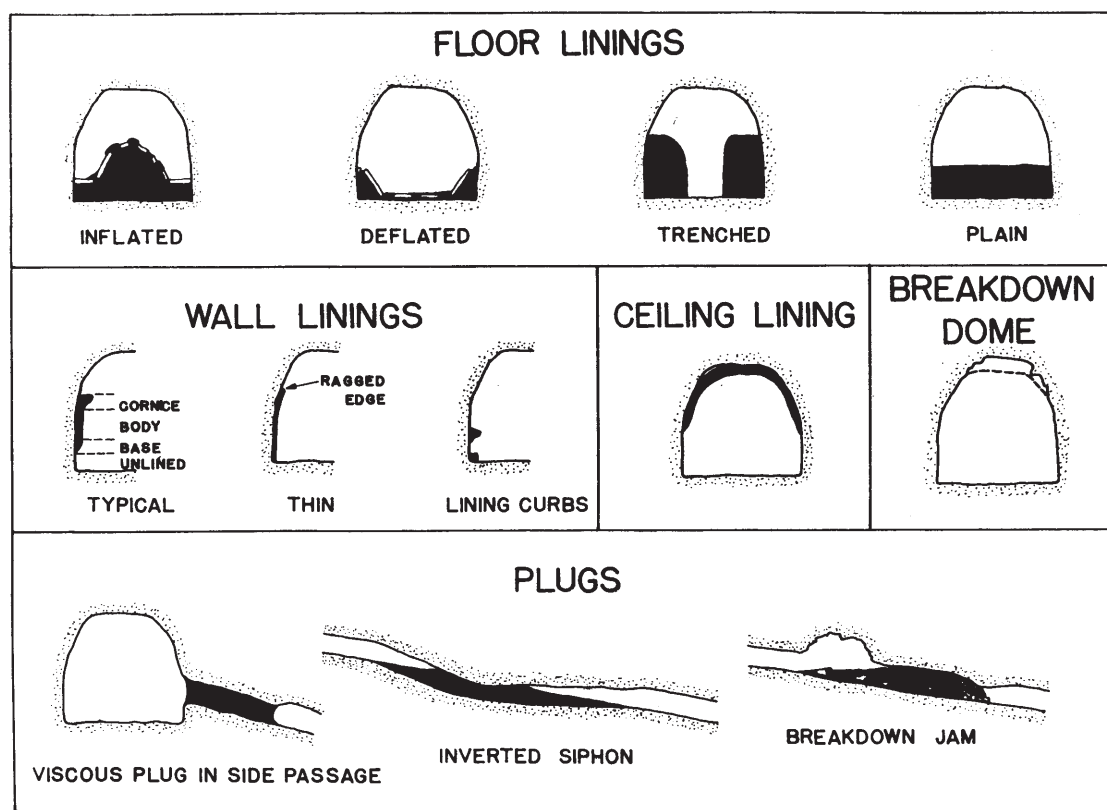 FLOOR LININGS
INFLATED
DEFLATED
TRENCHED
PLAIN
WALL LININGS
CORNICE
BODY
BASE
UNLINED
TYPICAL
RAGGED
EDGE
THIN
LINING CURBS
CEILING LINING
BREAKDOWN
DOME
PLUGS
VISCOUS PLUG IN SIDE PASSAGE
INVERTED SIPHON
BREAKDOWN JAM